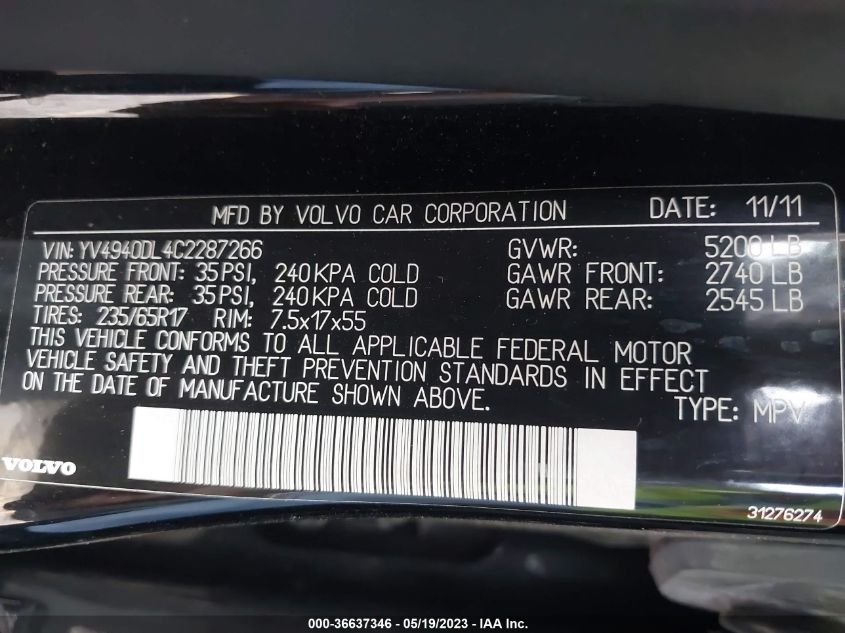 MFD BY VOLVO CAR CORPORATION DATE: 11/11
VIN: YV4940DL4C2287266 GVWR: 5200 LB
PRESSURE FRONT: 35 PSI, 240 KPA COLD GAWR FRONT: 2740 LB
PRESSURE REAR: 35 PSI, 240 KPA COLD GAWR REAR: 2545 LB
TIRES: 235/65R17 RIM: 7.5x17x55
THIS VEHICLE CONFORMS TO ALL APPLICABLE FEDERAL MOTOR
VEHICLE SAFETY AND THEFT PREVENTION STANDARDS IN EFFECT
ON THE DATE OF MANUFACTURE SHOWN ABOVE.
TYPE: MPV
VOLVO
31276274
000-36637346 - 05/19/2023 - IAA Inc.